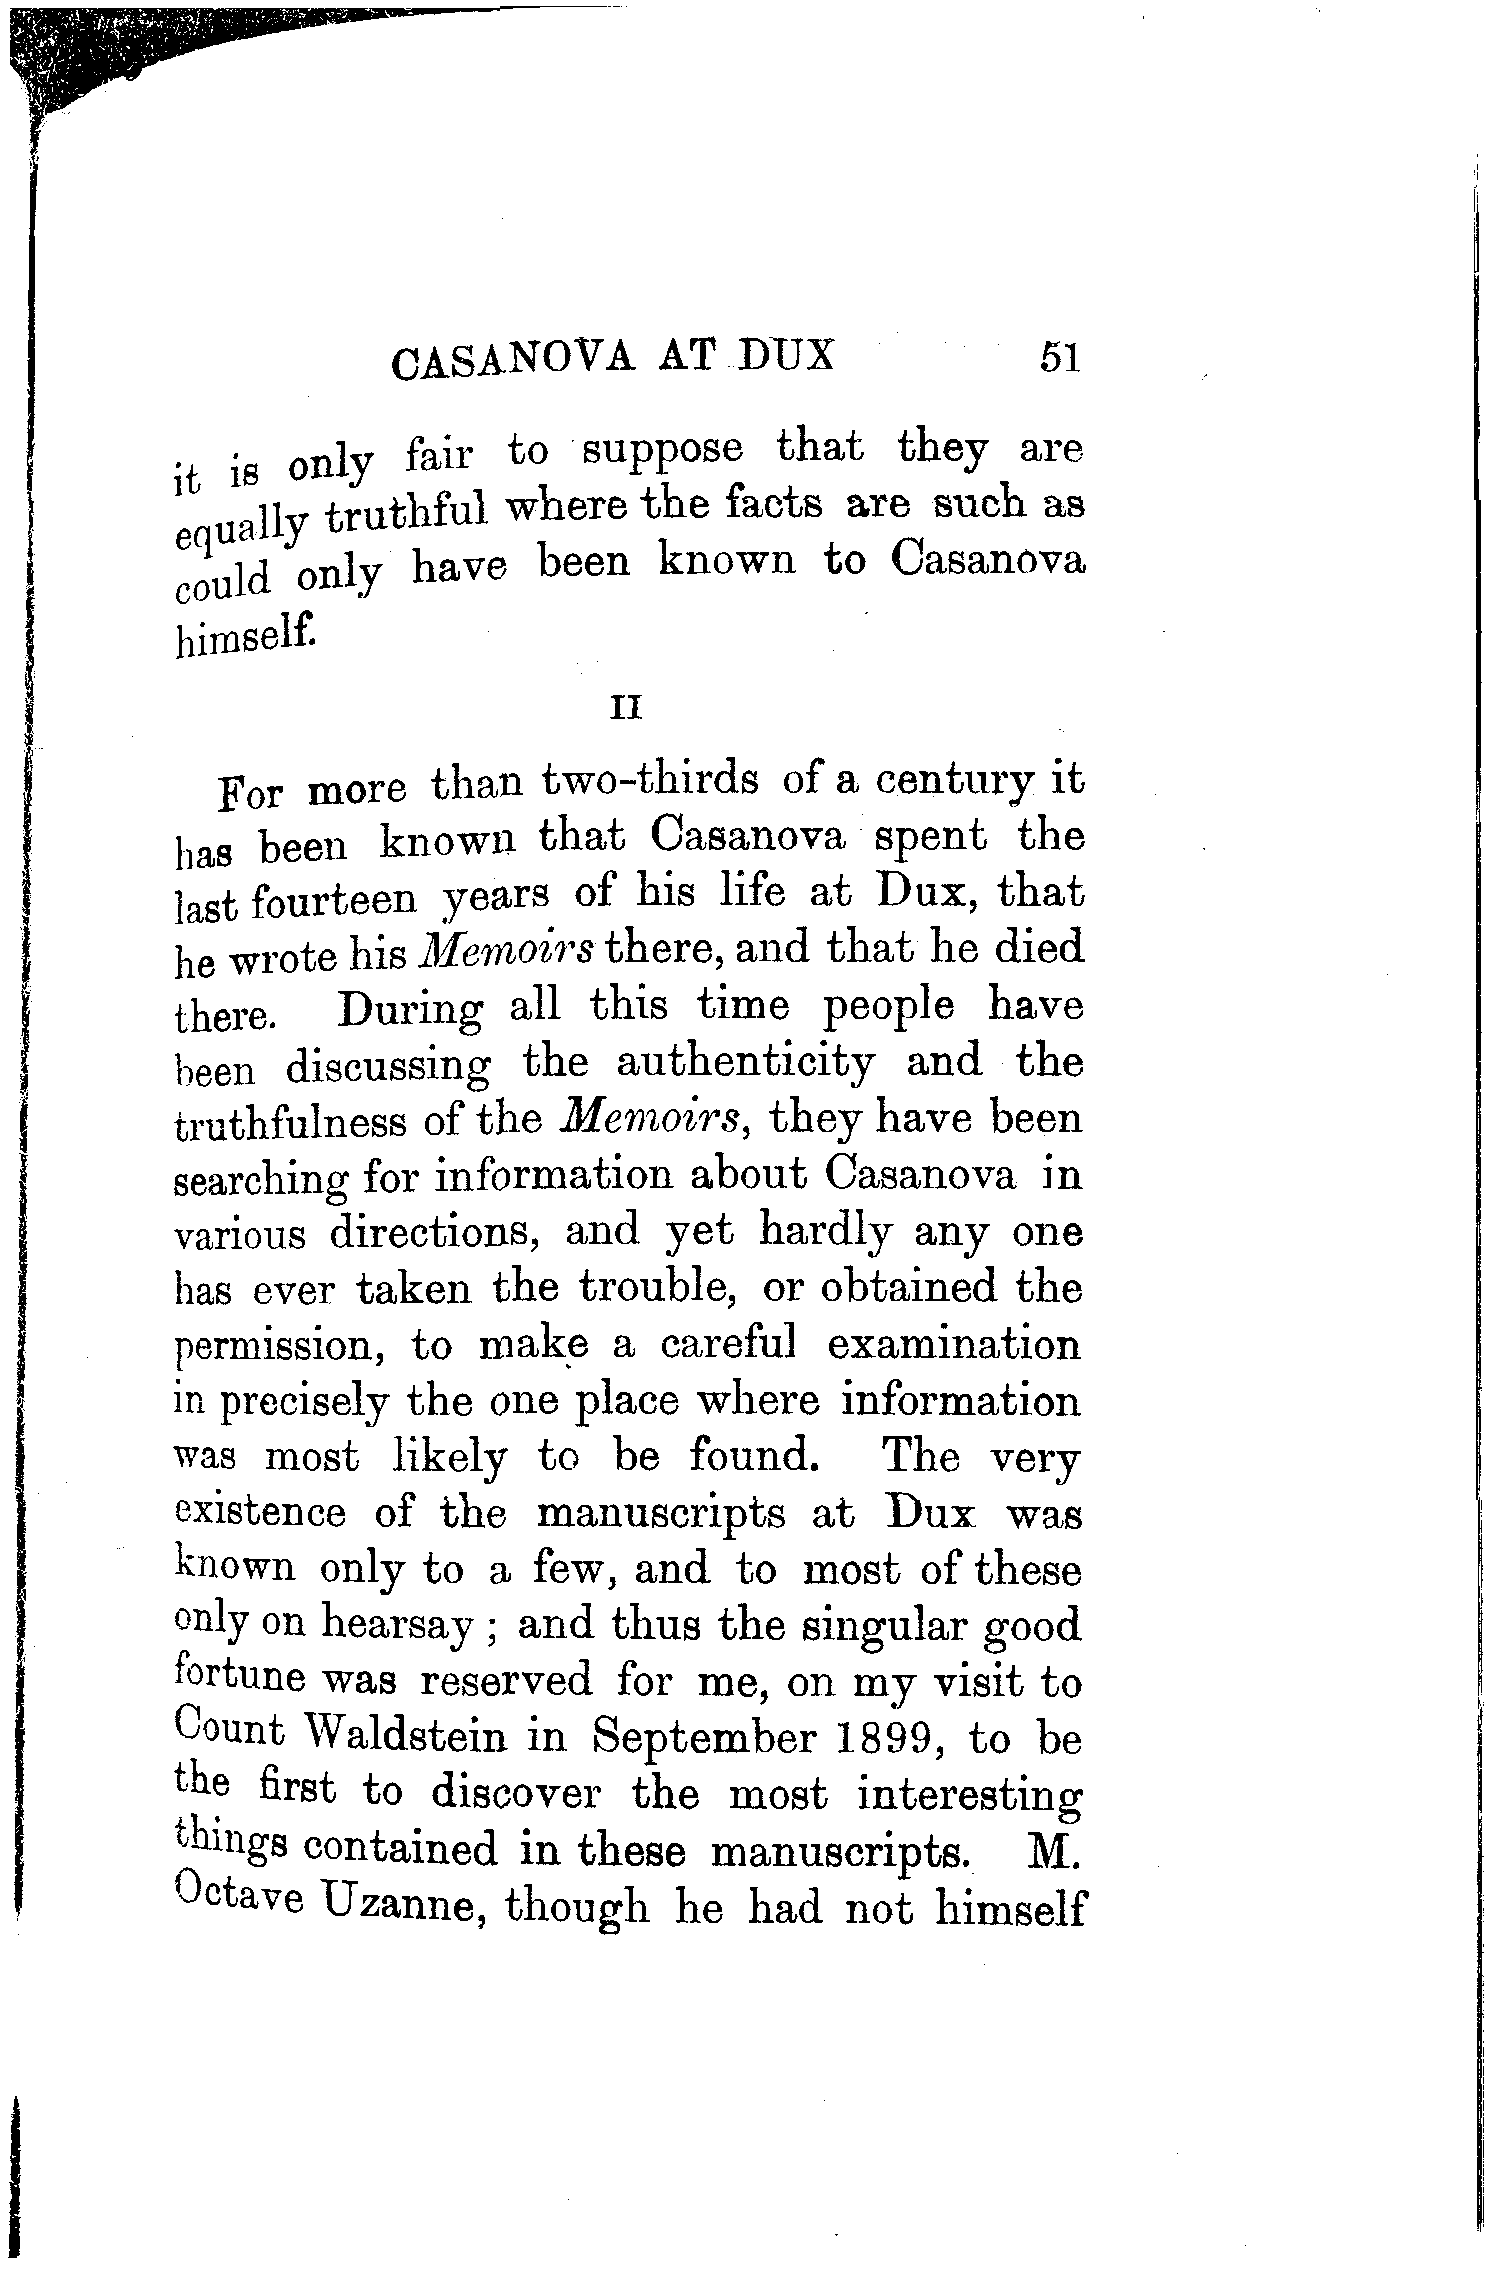 CASANOVA AT DUX 51
it is only fair to suppose that they are
equally truthful where the facts are such as
could only have been known to Casanova
himself.
II
For more than two-thirds of a century it
has been known that Casanova spent the
last fourteen years of his life at Dux, that
he wrote his Memoirs there, and that he died
there. During all this time people have
been discussing the authenticity and the
truthfulness of the Memoirs, they have been
searching for information about Casanova in
various directions, and yet hardly any one
has ever taken the trouble, or obtained the
permission, to make a careful examination
in precisely the one place where information
was most likely to be found. The very
existence of the manuscripts at Dux was
known only to a few, and to most of these
only on hearsay ; and thus the singular good
fortune was reserved for me, on my visit to
Count Waldstein in September 1899, to be
the first to discover the most interesting
things contained in these manuscripts. M.
Octave Uzanne, though he had not himself